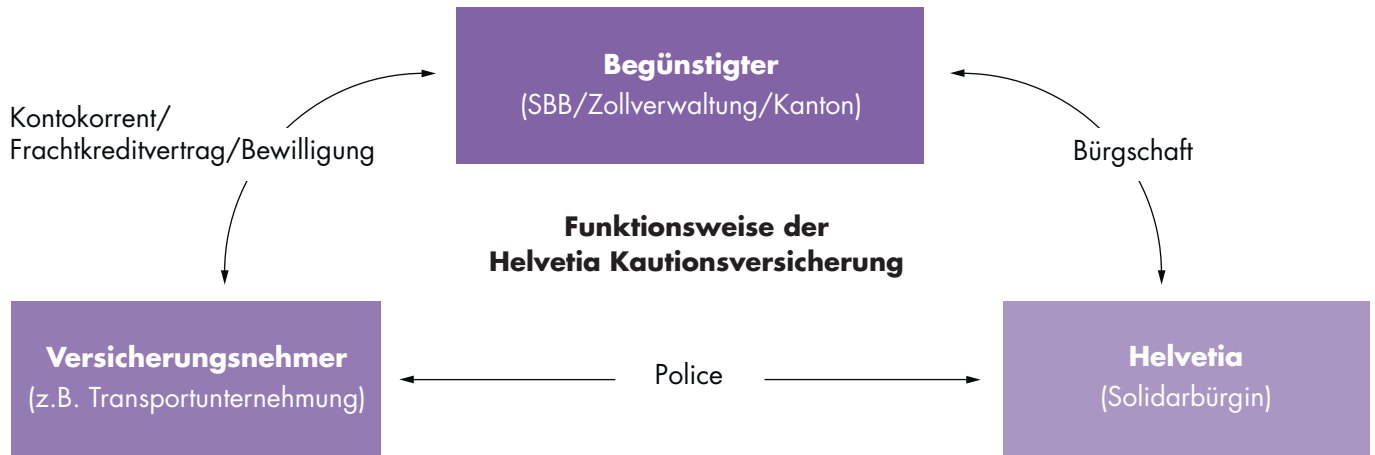 Begünstigter
(SBB/Zollverwaltung/Kanton)
Kontokorrent/
Frachtkreditvertrag/Bewilligung
Bürgschaft
Funktionsweise der
Helvetia Kautionsversicherung
Versicherungsnehmer
(z.B. Transportunternehmung)
Police
Helvetia
(Solidarbürgin)